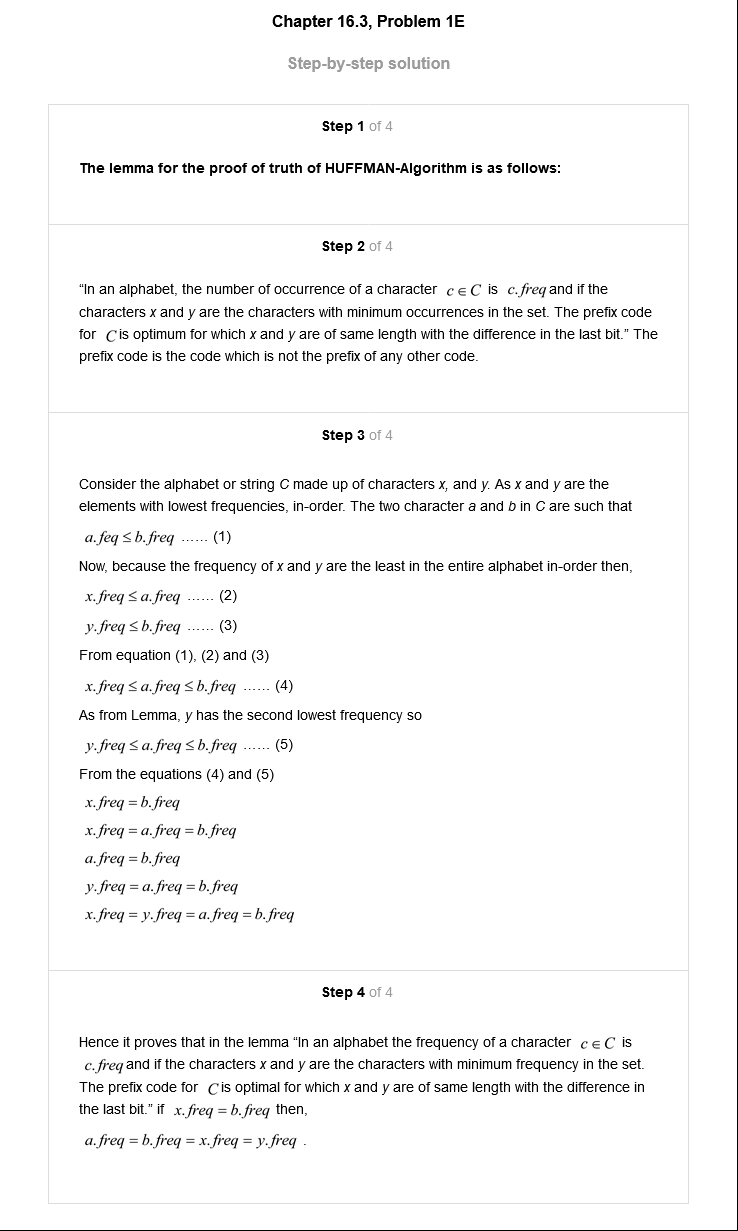 Chapter 16.3, Problem 1E
Step-by-step solution
Step 1 of 4
The lemma for the proof of truth of HUFFMAN-Algorithm is as follows:
Step 2 of 4
“In an alphabet, the number of occurrence of a character c ∈ C is c.freq and if the
characters x and y are the characters with minimum occurrences in the set. The prefix code
for C is optimum for which x and y are of same length with the difference in the last bit.” The
prefix code is the code which is not the prefix of any other code.
Step 3 of 4
Consider the alphabet or string C made up of characters x, and y. As x and y are the
elements with lowest frequencies, in-order. The two character a and b in C are such that
a.feq ≤ b.freq ...... (1)
Now, because the frequency of x and y are the least in the entire alphabet in-order then,
x.freq ≤ a.freq ...... (2)
y.freq ≤ b.freq ...... (3)
From equation (1), (2) and (3)
x.freq ≤ a.freq ≤ b.freq ...... (4)
As from Lemma, y has the second lowest frequency so
y.freq ≤ a.freq ≤ b.freq ...... (5)
From the equations (4) and (5)
x.freq = b.freq
x.freq = a.freq = b.freq
a.freq = b.freq
y.freq = a.freq = b.freq
x.freq = y.freq = a.freq = b.freq
Step 4 of 4
Hence it proves that in the lemma “In an alphabet the frequency of a character c ∈ C is
c.freq and if the characters x and y are the characters with minimum frequency in the set.
The prefix code for C is optimal for which x and y are of same length with the difference in
the last bit.” if x.freq = b.freq then,
a.freq = b.freq = x.freq = y.freq .